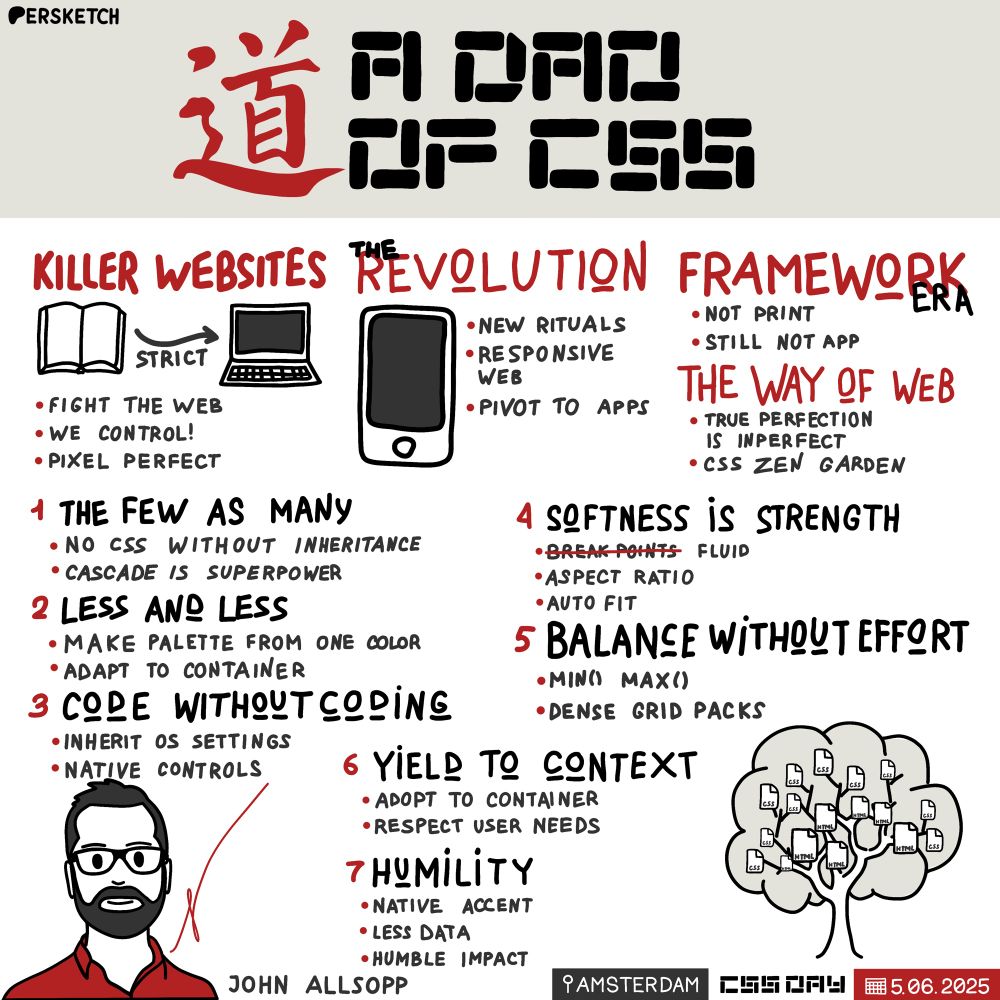 PERSKETCH
道
A DAO
OF CSS
KILLER WEBSITES
STRICT
FIGHT THE WEB
WE CONTROL!
PIXEL PERFECT
THE
REVOLUTION
NEW RITUALS
RESPONSIVE
WEB
PIVOT TO APPS
FRAMEWORK
ERA
NOT PRINT
STILL NOT APP
THE WAY OF WEB
TRUE PERFECTION
IS INPERFECT
CSS ZEN GARDEN
1 THE FEW AS MANY
NO CSS WITHOUT INHERITANCE
CASCADE IS SUPERPOWER
2 LESS AND LESS
MAKE PALETTE FROM ONE COLOR
ADAPT TO CONTAINER
3 CODE WITHOUT CODING
INHERIT OS SETTINGS
NATIVE CONTROLS
4 SOFTNESS IS STRENGTH
BREAK POINTS FLUID
ASPECT RATIO
AUTO FIT
5 BALANCE WITHOUT EFFORT
MIN() MAX()
DENSE GRID PACKS
6 YIELD TO CONTEXT
ADOPT TO CONTAINER
RESPECT USER NEEDS
7 HUMILITY
NATIVE ACCENT
LESS DATA
HUMBLE IMPACT
CSS
CSS
CSS
CSS
CSS
CSS
HTML
HTML
HTML
CSS
CSS
HTML
HTML
HTML
CSS
CSS
HTML
JOHN ALLSOPP
AMSTERDAM
CSS DAY
5.06.2025